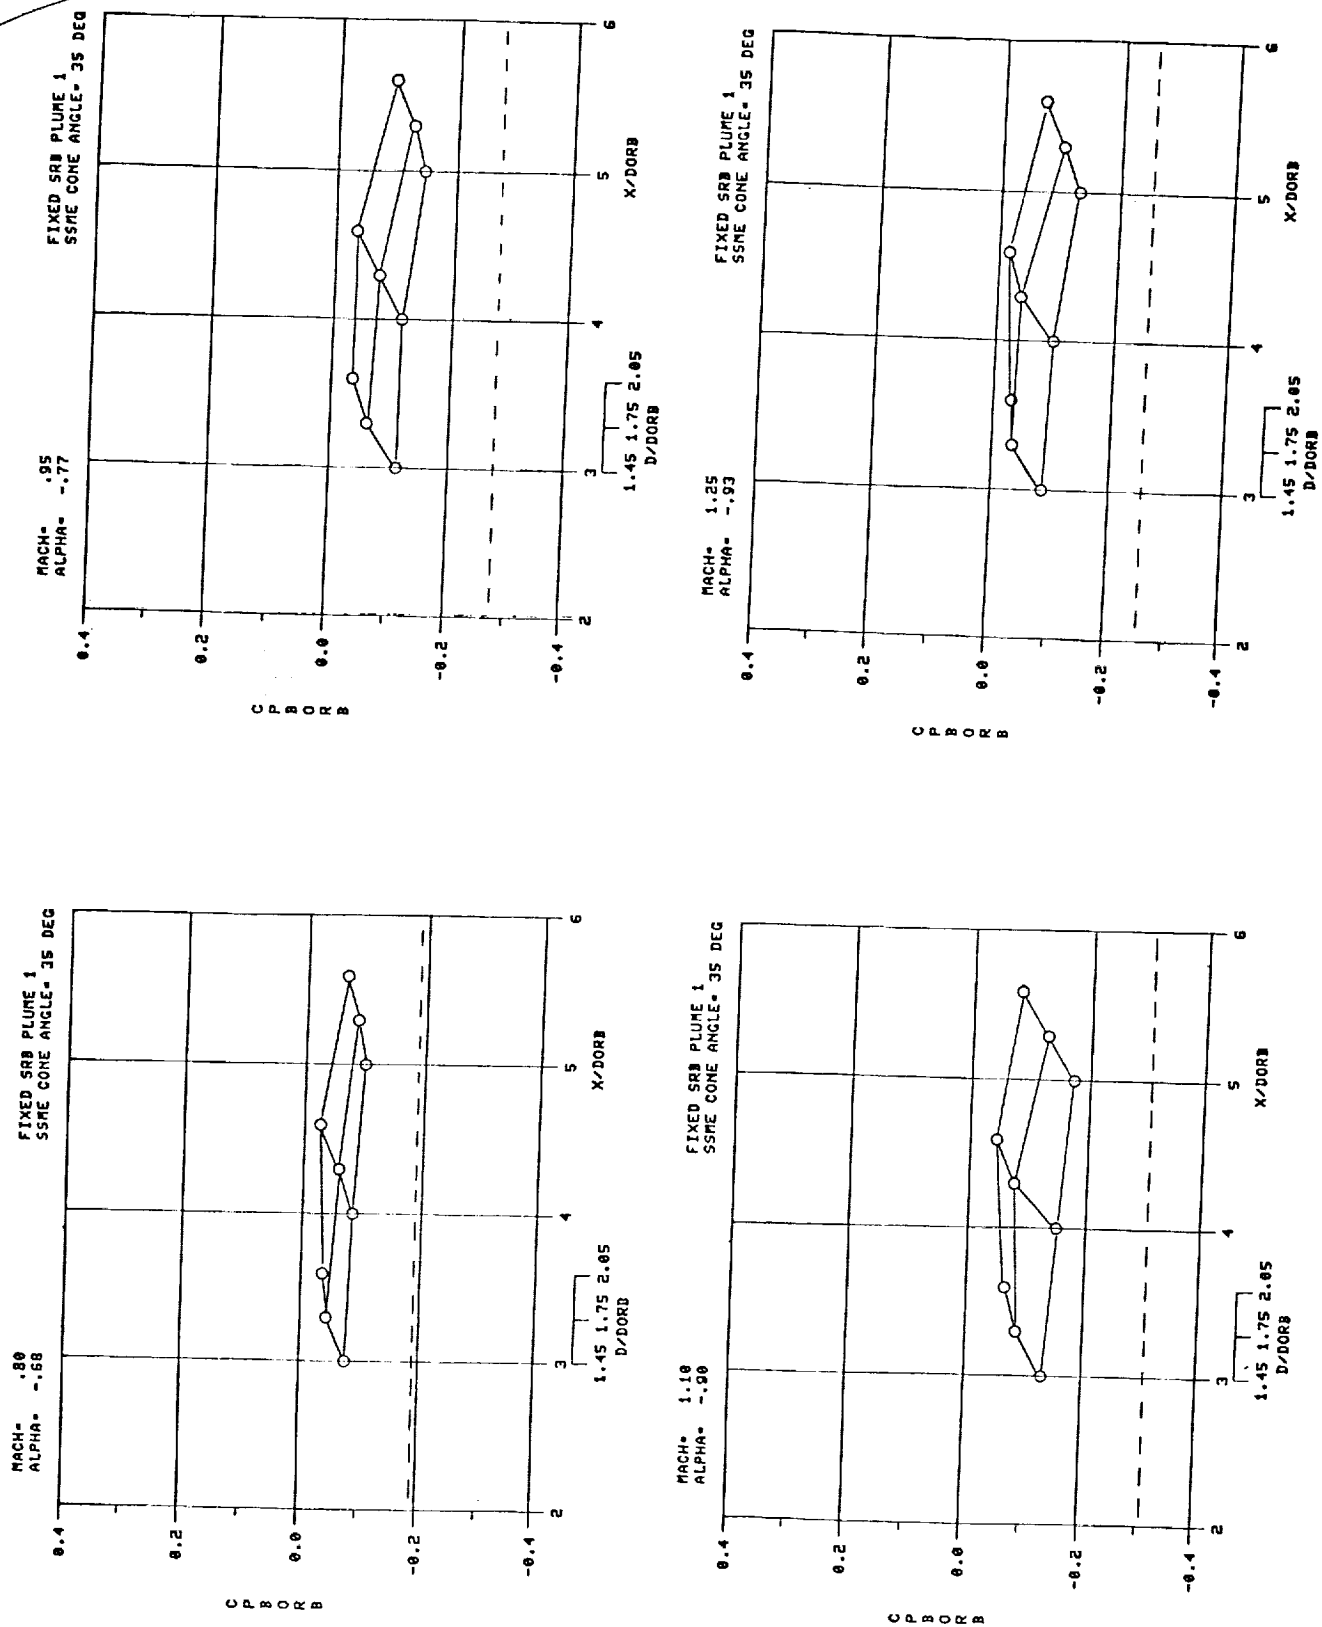 MACH= .80
ALPHA= -.68
FIXED SRB PLUME 1
SSME CONE ANGLE= 35 DEG
0.4
0.2
0.0
-0.2
-0.4
CPBORB
2
3
4
5
6
X/DORB
1.45 1.75 2.05
D/DORB
MACH= .95
ALPHA= -.77
FIXED SRB PLUME 1
SSME CONE ANGLE= 35 DEG
0.4
0.2
0.0
-0.2
-0.4
CPBORB
2
3
4
5
6
X/DORB
1.45 1.75 2.05
D/DORB
MACH= 1.10
ALPHA= -.90
FIXED SRB PLUME 1
SSME CONE ANGLE= 35 DEG
0.4
0.2
0.0
-0.2
-0.4
CPBORB
2
3
4
5
6
X/DORB
1.45 1.75 2.05
D/DORB
MACH= 1.25
ALPHA= -.93
FIXED SRB PLUME 1
SSME CONE ANGLE= 35 DEG
0.4
0.2
0.0
-0.2
-0.4
CPBORB
2
3
4
5
6
X/DORB
1.45 1.75 2.05
D/DORB